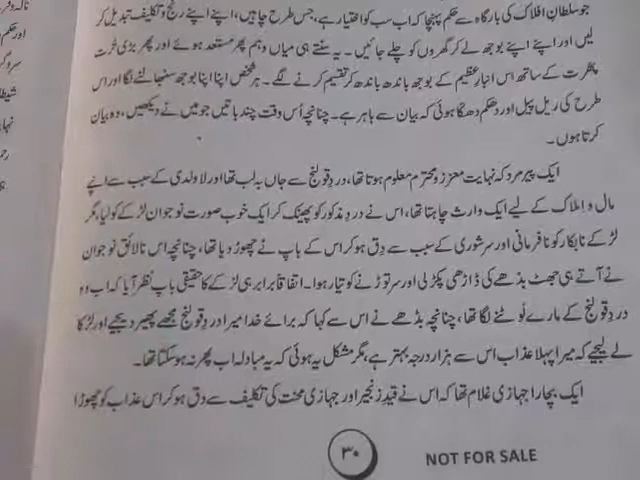 جو سلطانِ افلاک کی بارگاہ سے حکم پہنچا کہ اب سب کو اختیار ہے، جس طرح چاہیں، اپنے اپنے رنج و تکلیف تبدیل کر
لیں اور اپنے اپنے بوجھ لے کر گھروں کو چلے جائیں۔ یہ سنتے ہی میاں وہم پھر مستعد ہوئے اور پھر بڑی ترت
پھرت کے ساتھ اس انبارِ عظیم کے بوجھ باندھ باندھ کر تقسیم کرنے لگے۔ ہر شخص اپنا اپنا بوجھ سنبھالنے لگا اور اس
طرح کی ریل پیل اور دھکم دھکا ہوئی کہ بیان سے باہر ہے۔ چنانچہ اُس وقت چند باتیں جو میں نے دیکھیں، وہ بیان
کرتا ہوں۔
ایک پیر مرد کہ نہایت معزز و محترم معلوم ہوتا تھا، دردِ قولنج سے جاں بہ لب تھا اور لاولدی کے سبب سے اپنے
مال و املاک کے لیے ایک وارث چاہتا تھا، اس نے دردِ مذکور کو پھینک کر ایک خوب صورت نوجوان لڑکے کو لیا، مگر
لڑکے نابکار کو نافرمانی اور سرشوری کے سبب سے دِق ہو کر اس کے باپ نے چھوڑ دیا تھا، چنانچہ اس نالائق نوجوان
نے آتے ہی جھٹ بڈھے کی ڈاڑھی پکڑ لی اور سر توڑنے کو تیار ہوا۔ اتفاقاً برابر ہی لڑکے کا حقیقی باپ نظر آیا کہ اب وہ
دردِ قولنج کے مارے لَوٹنے لگا تھا، چنانچہ بڈھے نے اس سے کہا کہ برائے خدا میرا دردِ قولنج مجھے پھیر دیجیے اور لڑکا
لے لیجیے کہ میرا پہلا عذاب اس سے ہزار درجہ بہتر ہے، مگر مشکل یہ ہوئی کہ یہ مبادلہ اب پھر نہ ہو سکتا تھا۔
ایک بچارا جہازی غلام تھا کہ اس نے قیدِ زنجیر اور جہازی محنت کی تکلیف سے دق ہو کر اس عذاب کو چھوڑا
۳۰
NOT FOR SALE